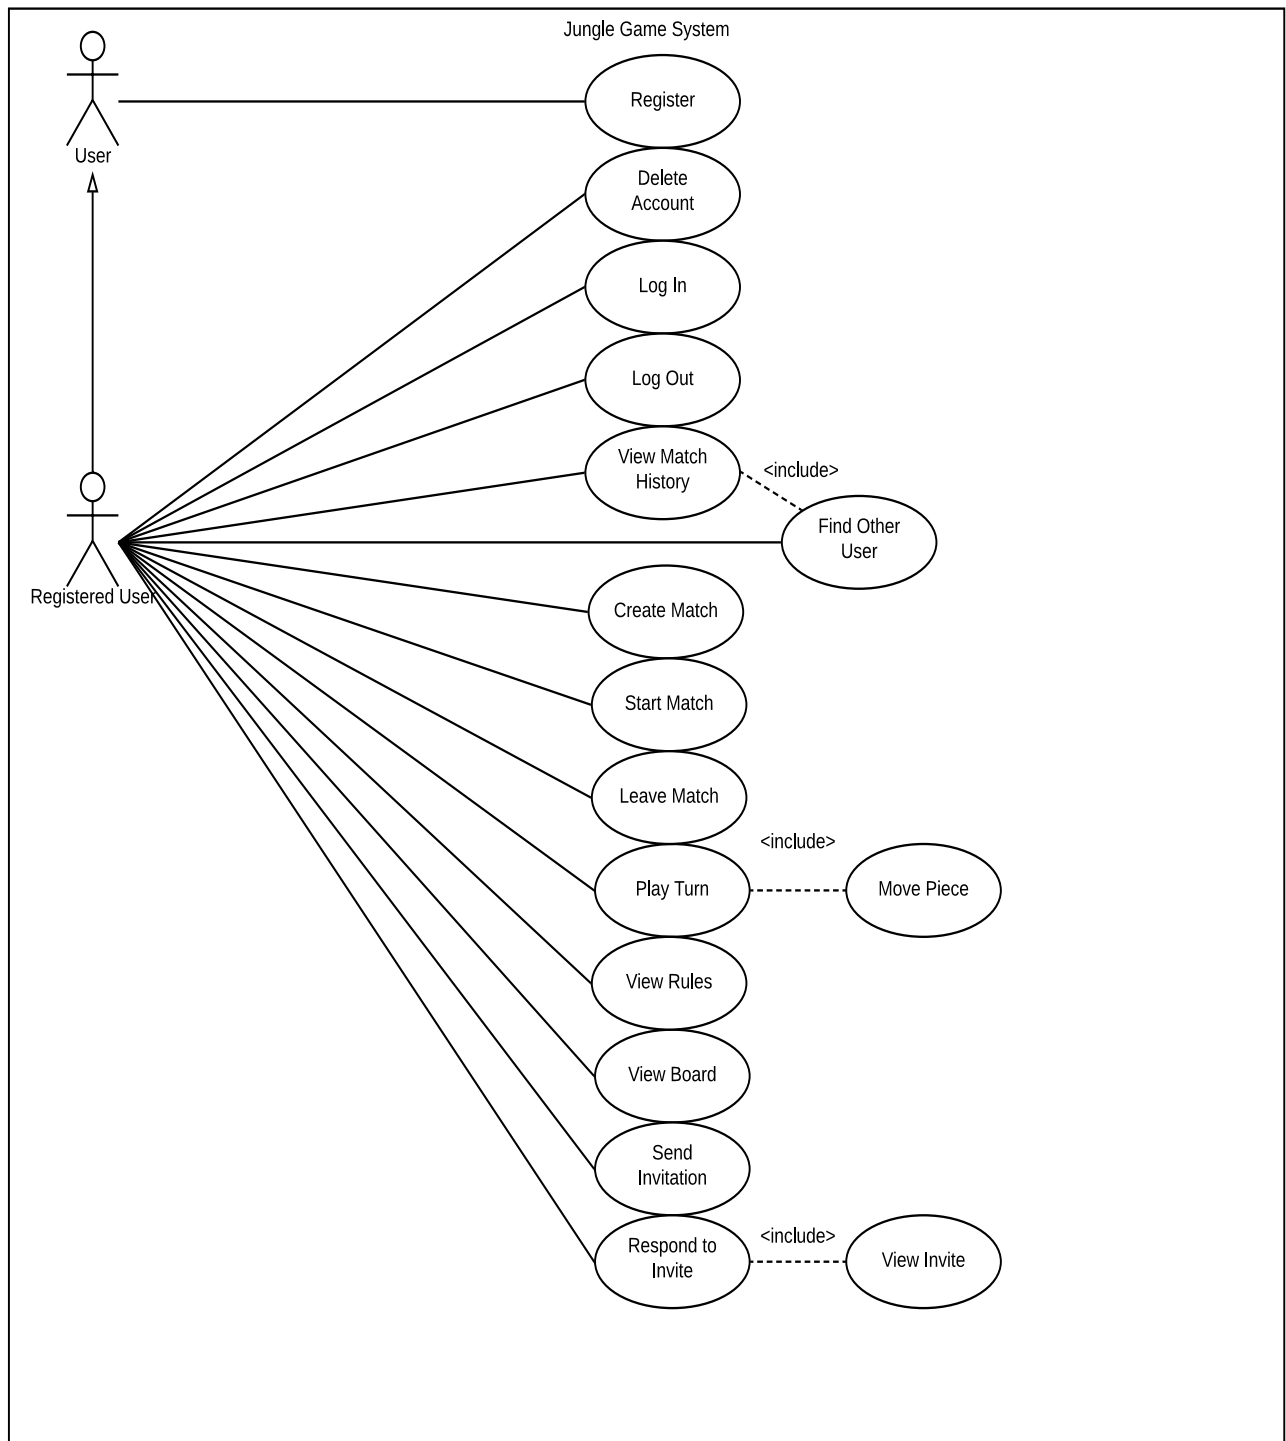 Jungle Game System
User
Register
Delete
Account
Log In
Log Out
View Match
History
<include>
Find Other
User
Registered User
Create Match
Start Match
Leave Match
<include>
Play Turn
Move Piece
View Rules
View Board
Send
Invitation
Respond to
Invite
<include>
View Invite